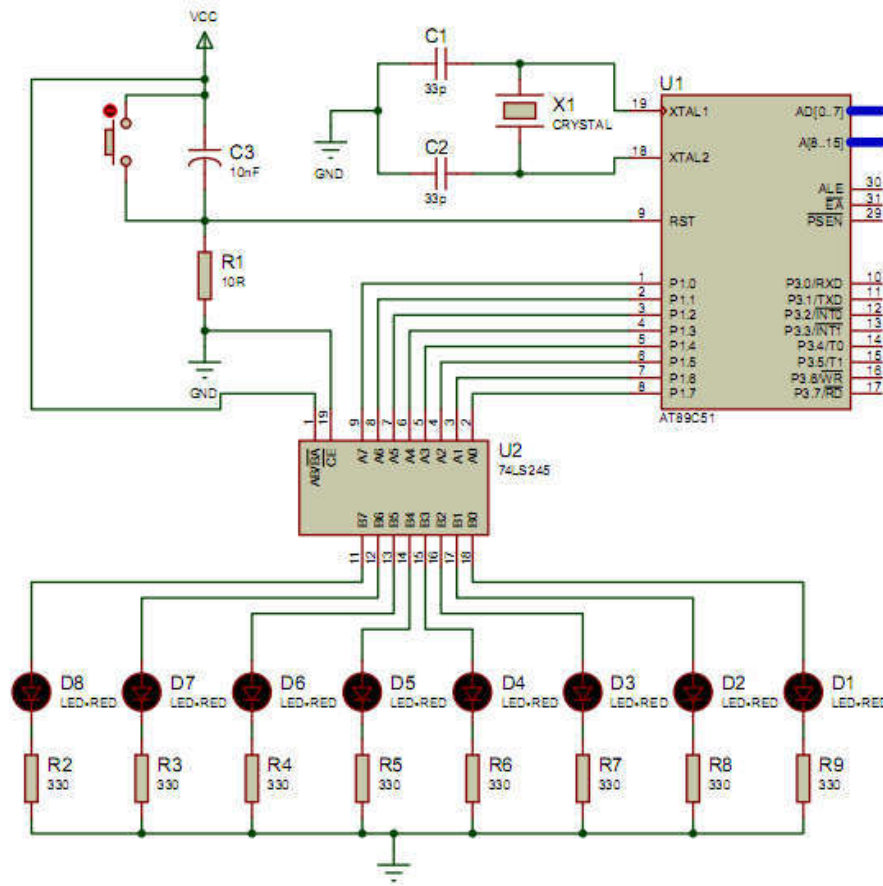 VCC
C1
33p
X1
CRYSTAL
C2
33p
GND
C3
10nF
R1
10R
GND
U1
19
XTAL1
18
XTAL2
9
RST
1
P1.0
2
P1.1
3
P1.2
4
P1.3
5
P1.4
6
P1.5
7
P1.6
8
P1.7
AD[0..7]
A[8..15]
ALE
30
EA
31
PSEN
29
P3.0/RXD
10
P3.1/TXD
11
P3.2/INT0
12
P3.3/INT1
13
P3.4/T0
14
P3.5/T1
15
P3.6/WR
16
P3.7/RD
17
AT89C51
1 19 9 8 7 6 5 4 3 2
AB/BA CE A7 A6 A5 A4 A3 A2 A1 A0
U2
74LS245
B7 B6 B5 B4 B3 B2 B1 B0
11 12 13 14 15 16 17 18
D8
LED-RED
D7
LED-RED
D6
LED-RED
D5
LED-RED
D4
LED-RED
D3
LED-RED
D2
LED-RED
D1
LED-RED
R2
330
R3
330
R4
330
R5
330
R6
330
R7
330
R8
330
R9
330